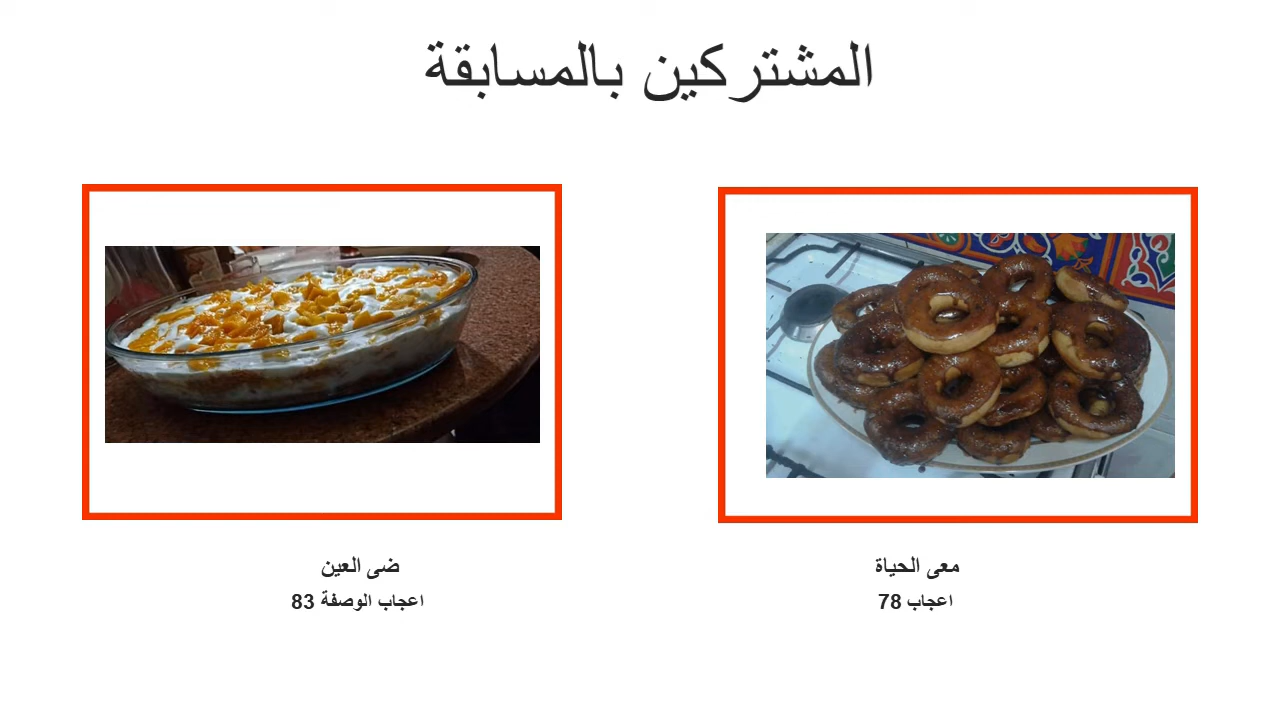 المشتركين بالمسابقة
معى الحياة
اعجاب 78
ضى العين
اعجاب الوصفة 83